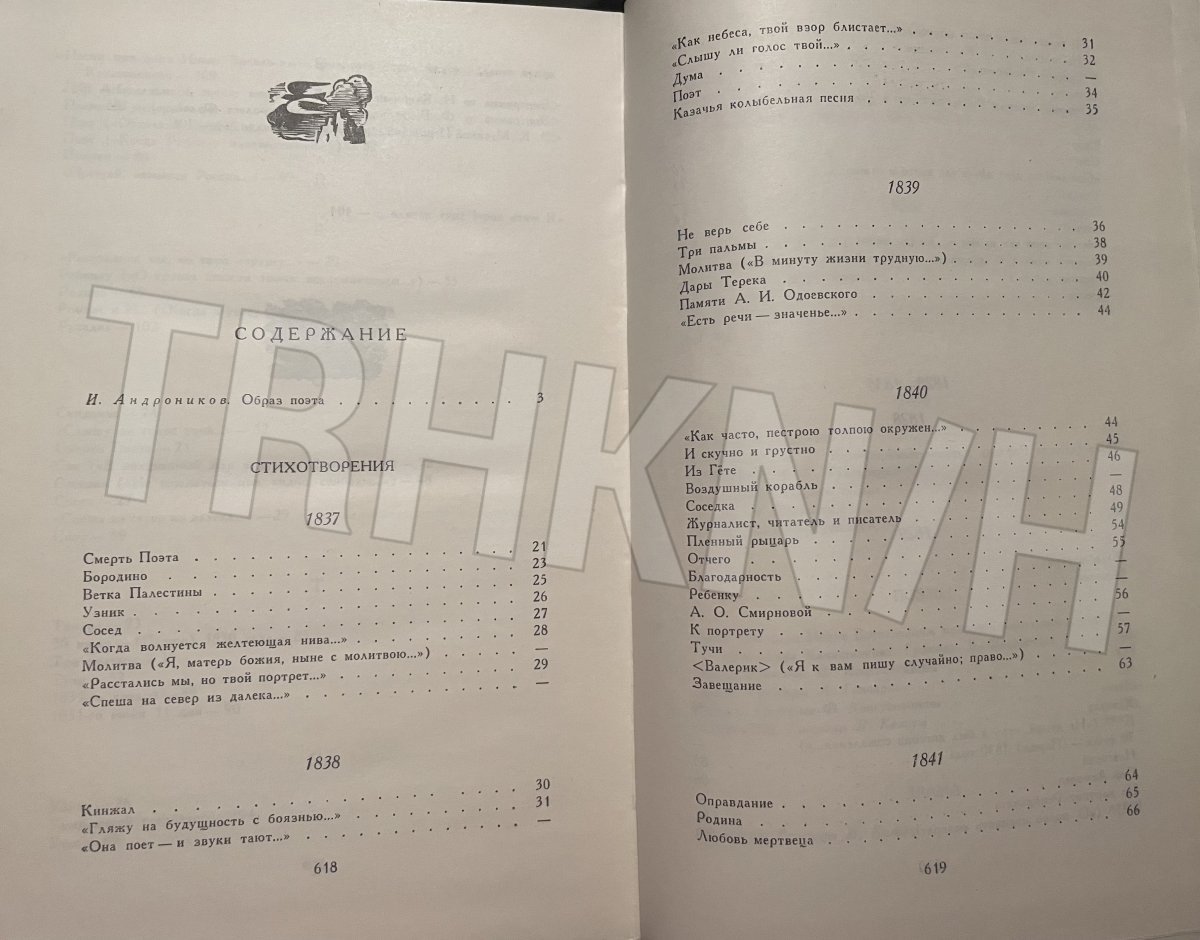 СОДЕРЖАНИЕ
И. Андроников. Образ поэта . . . . . . . . . . 3
СТИХОТВОРЕНИЯ
1837
Смерть Поэта . . . . . . . . . . 21
Бородино . . . . . . . . . . 23
Ветка Палестины . . . . . . . . . . 25
Узник . . . . . . . . . . 26
Сосед . . . . . . . . . . 27
«Когда волнуется желтеющая нива...» . . . . . . . . . . 28
Молитва («Я, матерь божия, ныне с молитвою...») . . . . . —
«Расстались мы, но твой портрет...» . . . . . . . . . . 29
«Спеша на север из далека...» . . . . . . . . . . —
1838
Кинжал . . . . . . . . . . 30
«Гляжу на будущность с боязнью...» . . . . . . . . . . 31
«Она поет — и звуки тают...» . . . . . . . . . . —
618
«Как небеса, твой взор блистает...» . . . . . . . . . . 31
«Слышу ли голос твой...» . . . . . . . . . . 32
Дума . . . . . . . . . . —
Поэт . . . . . . . . . . 34
Казачья колыбельная песня . . . . . . . . . . 35
1839
Не верь себе . . . . . . . . . . 36
Три пальмы . . . . . . . . . . 38
Молитва («В минуту жизни трудную...») . . . . . . . . 39
Дары Терека . . . . . . . . . . 40
Памяти А. И. Одоевского . . . . . . . . . . 42
«Есть речи — значенье...» . . . . . . . . . . 44
1840
«Как часто, пестрою толпою окружен...» . . . . . . . . 44
И скучно и грустно . . . . . . . . . . 45
Из Гёте . . . . . . . . . . 46
Воздушный корабль . . . . . . . . . . —
Соседка . . . . . . . . . . 48
Журналист, читатель и писатель . . . . . . . . . . 49
Пленный рыцарь . . . . . . . . . . 54
Отчего . . . . . . . . . . 55
Благодарность . . . . . . . . . . —
Ребенку . . . . . . . . . . —
А. О. Смирновой . . . . . . . . . . 56
К портрету . . . . . . . . . . —
Тучи . . . . . . . . . . 57
<Валерик> («Я к вам пишу случайно; право...») . . . . . —
Завещание . . . . . . . . . . 63
1841
Оправдание . . . . . . . . . . 64
Родина . . . . . . . . . . 65
Любовь мертвеца . . . . . . . . . . 66
619
TRHKNIH